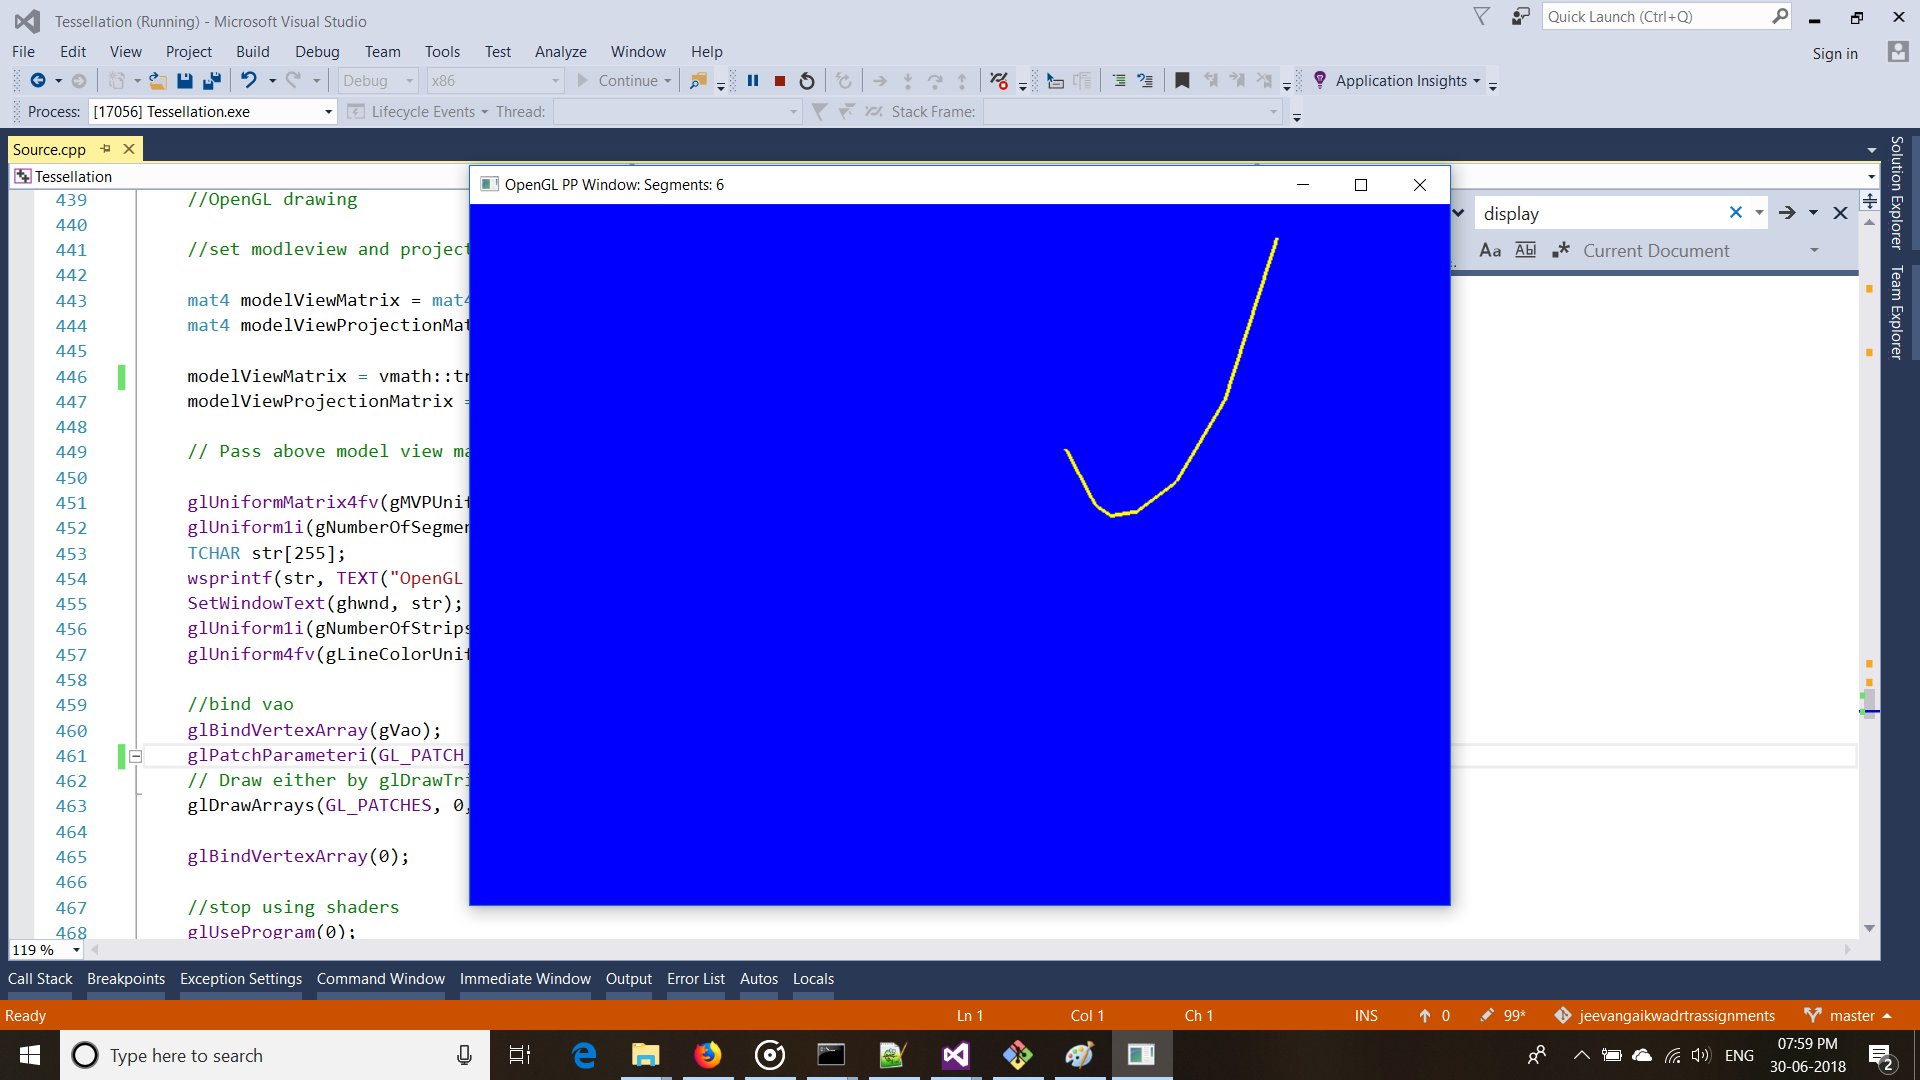 Tessellation (Running) - Microsoft Visual Studio
Quick Launch (Ctrl+Q)
File Edit View Project Build Debug Team Tools Test Analyze Window Help
Sign in
Debug x86 Continue Application Insights
Process: [17056] Tessellation.exe Lifecycle Events Thread: Stack Frame:
Source.cpp
Tessellation
OpenGL PP Window: Segments: 6
display
Aa Abl Current Document
Solution Explorer
Team Explorer
439 //OpenGL drawing
440
441 //set modleview and project
442
443 mat4 modelViewMatrix = mat4
444 mat4 modelViewProjectionMat
445
446 modelViewMatrix = vmath::tr
447 modelViewProjectionMatrix =
448
449 // Pass above model view ma
450
451 glUniformMatrix4fv(gMVPUnif
452 glUniform1i(gNumberOfSegmen
453 TCHAR str[255];
454 wsprintf(str, TEXT("OpenGL
455 SetWindowText(ghwnd, str);
456 glUniform1i(gNumberOfStrips
457 glUniform4fv(gLineColorUnif
458
459 //bind vao
460 glBindVertexArray(gVao);
461 glPatchParameteri(GL_PATCH_
462 // Draw either by glDrawTri
463 glDrawArrays(GL_PATCHES, 0,
464
465 glBindVertexArray(0);
466
467 //stop using shaders
468 glUseProgram(0);
119 %
Call Stack Breakpoints Exception Settings Command Window Immediate Window Output Error List Autos Locals
Ready Ln 1 Col 1 Ch 1 INS 0 99* jeevangaikwadrtrassignments master
Type here to search
ENG
07:59 PM
30-06-2018
2